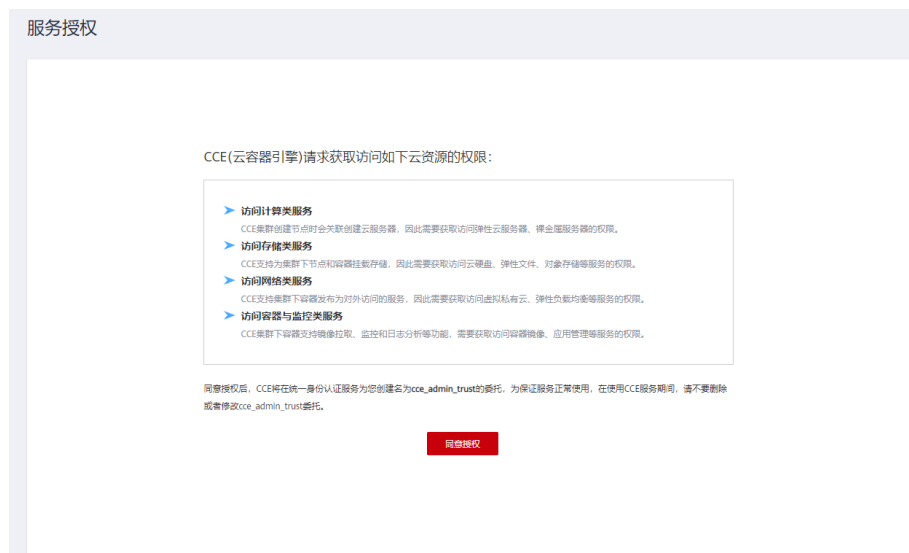 服务授权
CCE(云容器引擎)请求获取访问如下云资源的权限：
访问计算类服务
CCE集群创建节点时会关联创建云服务器，因此需要获取访问弹性云服务器、裸金属服务器的权限。
访问存储类服务
CCE支持为集群下节点和容器挂载存储，因此需要获取访问云硬盘、弹性文件、对象存储等服务的权限。
访问网络类服务
CCE支持集群下容器发布为对外访问的服务，因此需要获取访问虚拟私有云、弹性负载均衡等服务的权限。
访问容器与监控类服务
CCE集群下容器支持镜像拉取、监控和日志分析等功能，需要获取访问容器镜像、应用管理等服务的权限。
同意授权后，CCE将在统一身份认证服务为您创建名为cce_admin_trust的委托，为保证服务正常使用，在使用CCE服务期间，请不要删除
或者修改cce_admin_trust委托。
同意授权